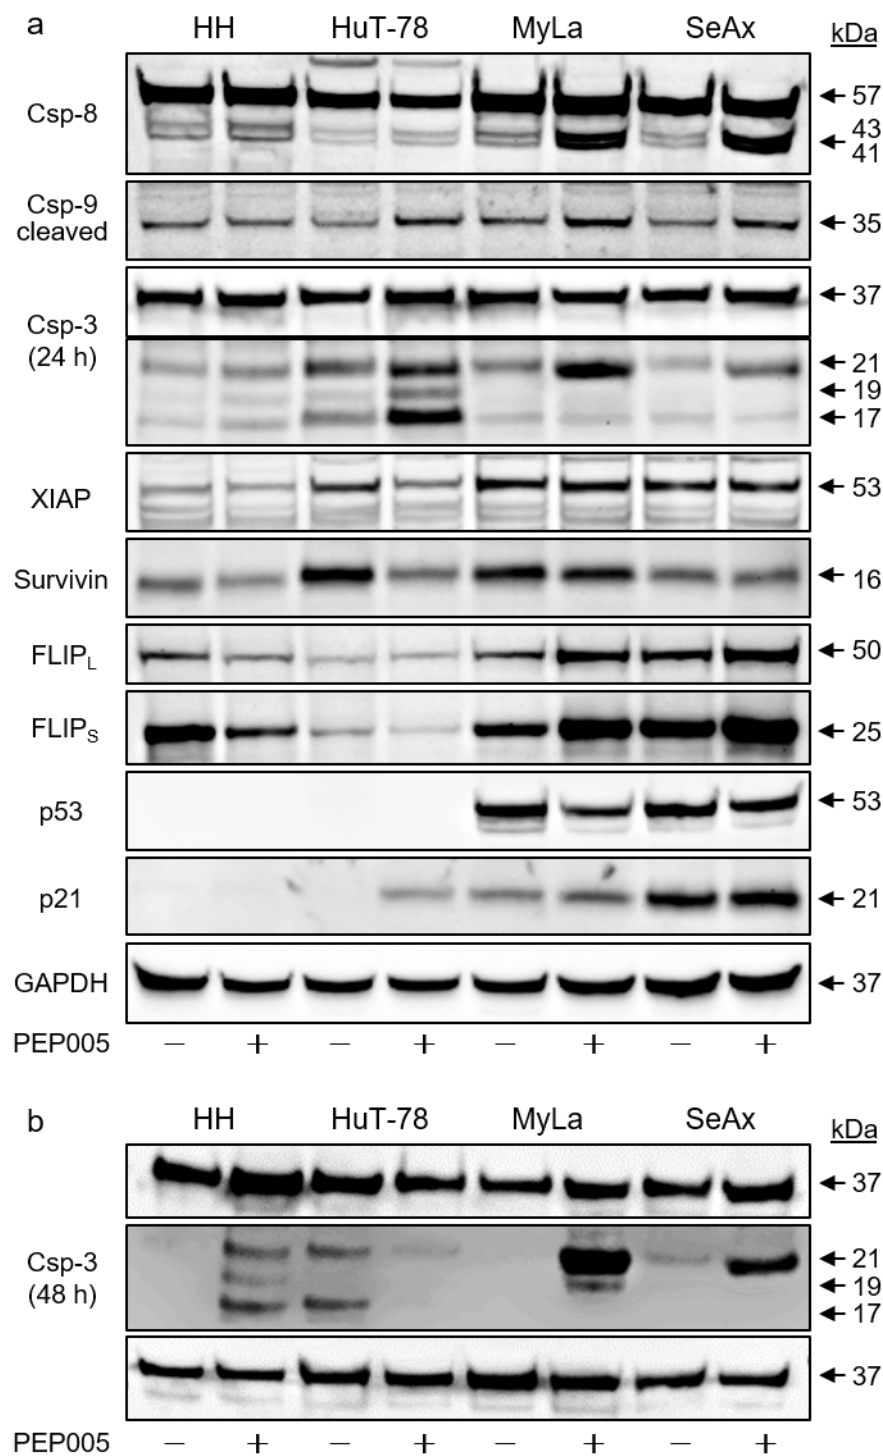 a HH HuT-78 MyLa SeAx kDa
Csp-8 57
43
41
Csp-9
cleaved 35
Csp-3
(24 h) 37
21
19
17
XIAP 53
Survivin 16
FLIPL 50
FLIPS 25
p53 53
p21 21
GAPDH 37
PEP005 − + − + − + − +
b HH HuT-78 MyLa SeAx kDa
37
Csp-3
(48 h) 21
19
17
37
PEP005 − + − + − + − +